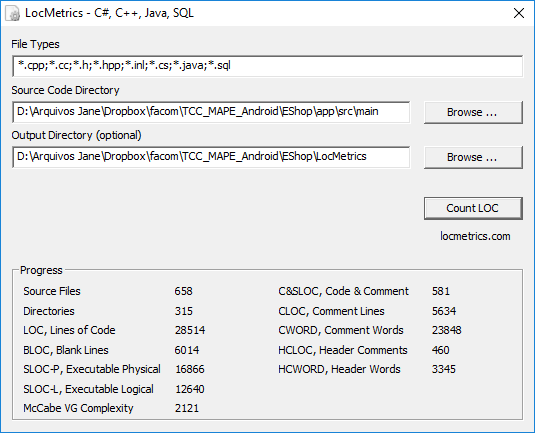 LocMetrics - C#, C++, Java, SQL
File Types
*.cpp;*.cc;*.h;*.hpp;*.inl;*.cs;*.java;*.sql
Source Code Directory
D:\Arquivos Jane\Dropbox\facom\TCC_MAPE_Android\EShop\app\src\main
Browse ...
Output Directory (optional)
D:\Arquivos Jane\Dropbox\facom\TCC_MAPE_Android\EShop\LocMetrics
Browse ...
Count LOC
locmetrics.com
Progress
Source Files 658
Directories 315
LOC, Lines of Code 28514
BLOC, Blank Lines 6014
SLOC-P, Executable Physical 16866
SLOC-L, Executable Logical 12640
McCabe VG Complexity 2121
C&SLOC, Code & Comment 581
CLOC, Comment Lines 5634
CWORD, Comment Words 23848
HCLOC, Header Comments 460
HCWORD, Header Words 3345